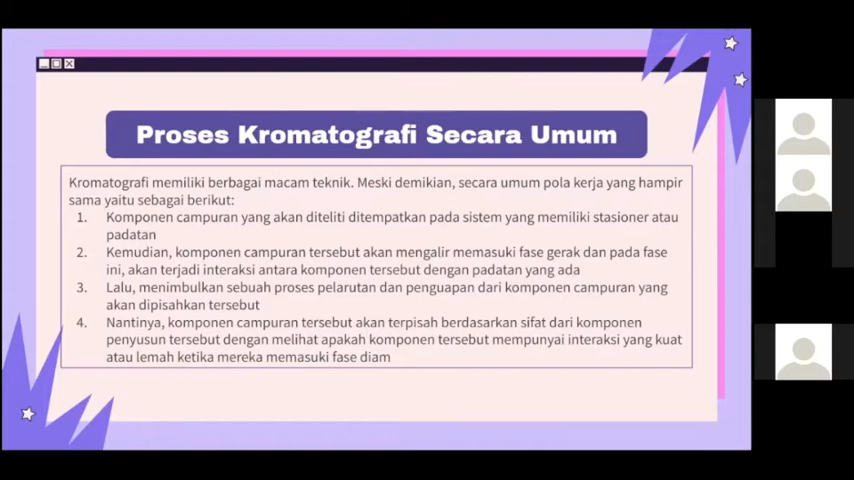 Proses Kromatografi Secara Umum
Kromatografi memiliki berbagai macam teknik. Meski demikian, secara umum pola kerja yang hampir
sama yaitu sebagai berikut:
1. Komponen campuran yang akan diteliti ditempatkan pada sistem yang memiliki stasioner atau
padatan
2. Kemudian, komponen campuran tersebut akan mengalir memasuki fase gerak dan pada fase
ini, akan terjadi interaksi antara komponen tersebut dengan padatan yang ada
3. Lalu, menimbulkan sebuah proses pelarutan dan penguapan dari komponen campuran yang
akan dipisahkan tersebut
4. Nantinya, komponen campuran tersebut akan terpisah berdasarkan sifat dari komponen
penyusun tersebut dengan melihat apakah komponen tersebut mempunyai interaksi yang kuat
atau lemah ketika mereka memasuki fase diam